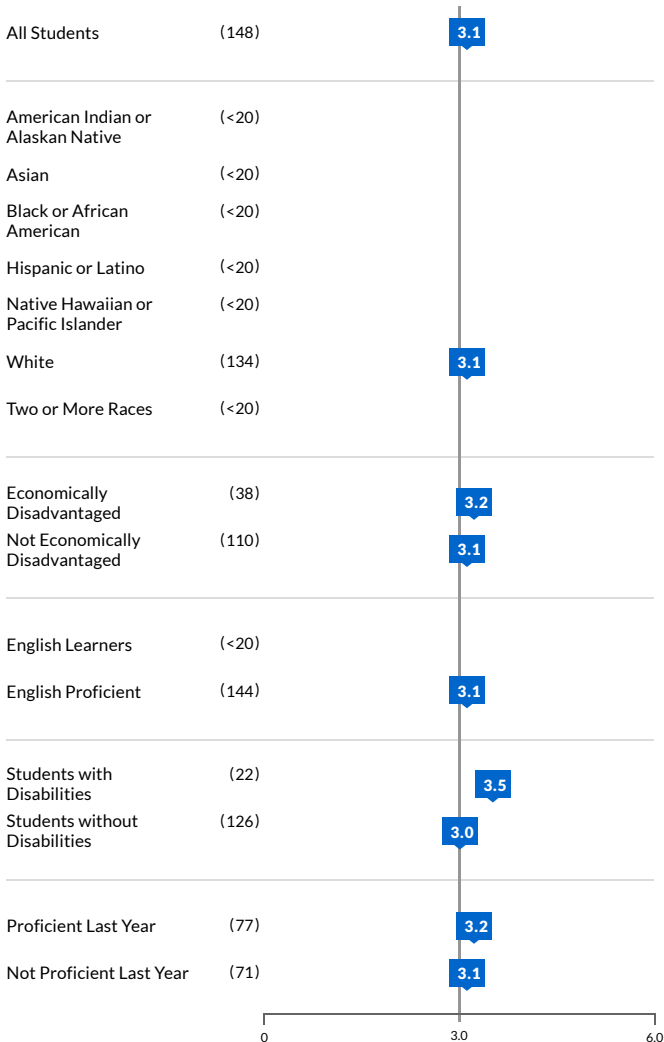 All Students (148) 3.1
American Indian or (<20)
Alaskan Native
Asian (<20)
Black or African (<20)
American
Hispanic or Latino (<20)
Native Hawaiian or (<20)
Pacific Islander
White (134) 3.1
Two or More Races (<20)
Economically (38) 3.2
Disadvantaged
Not Economically (110) 3.1
Disadvantaged
English Learners (<20)
English Proficient (144) 3.1
Students with (22) 3.5
Disabilities
Students without (126) 3.0
Disabilities
Proficient Last Year (77) 3.2
Not Proficient Last Year (71) 3.1
0 3.0 6.0